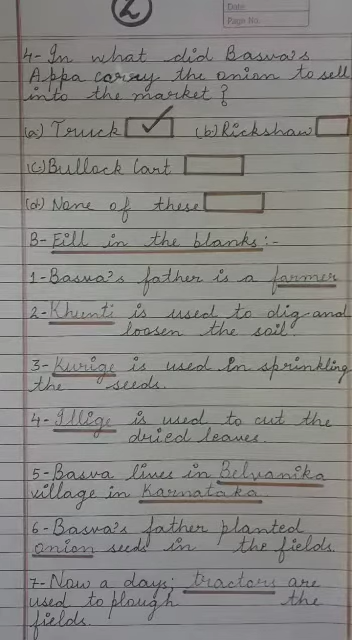 2
Date
Page No.
4- In what did Basva's
Appa carry the onion to sell
into the market?
(a) Truck ✓ (b) Rickshaw
(c) Bullock Cart
(d) None of these
B- Fill in the blanks:-
1- Basva's father is a farmer
2- Khunti is used to dig and
loosen the soil.
3- Kurige is used in sprinkling
the seeds.
4- Illige is used to cut the
dried leaves.
5- Basva lives in Belvanika
village in Karnataka
6- Basva's father planted
onion seeds in the fields.
7- Now a days; tractors are
used to plough the
fields.